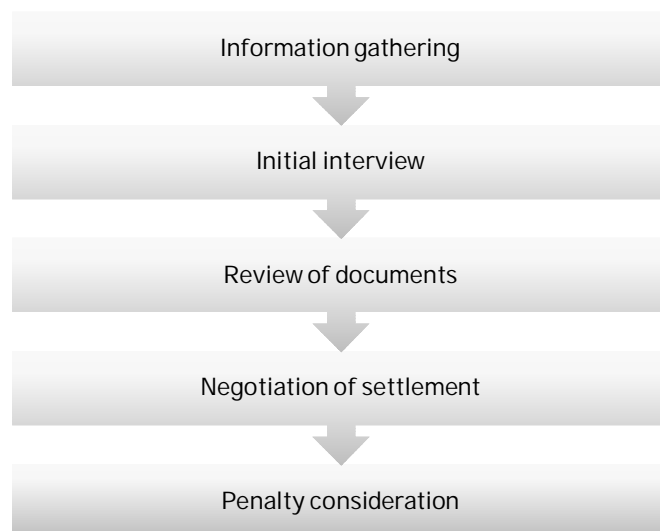 Information gathering
Initial interview
Review of documents
Negotiation of settlement
Penalty consideration